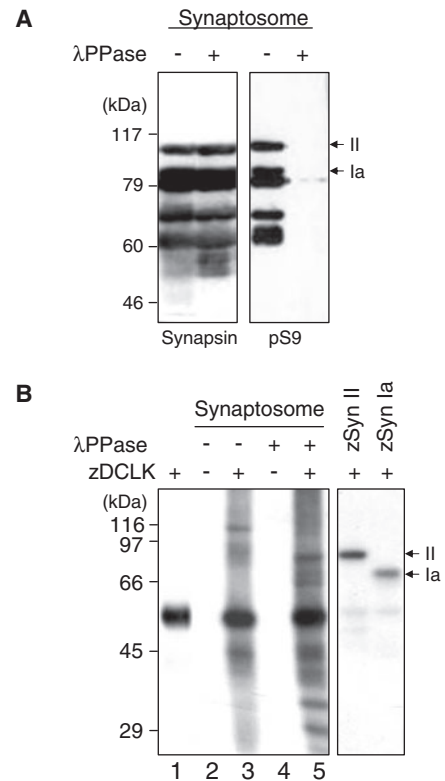 A
Synaptosome
λPPase - + - +
(kDa)
117
II
Ia
79
60
46
Synapsin pS9
B
Synaptosome
zSyn II
zSyn Ia
λPPase - - + +
zDCLK + - + - + + +
(kDa)
116
97
II
66
Ia
45
29
1 2 3 4 5